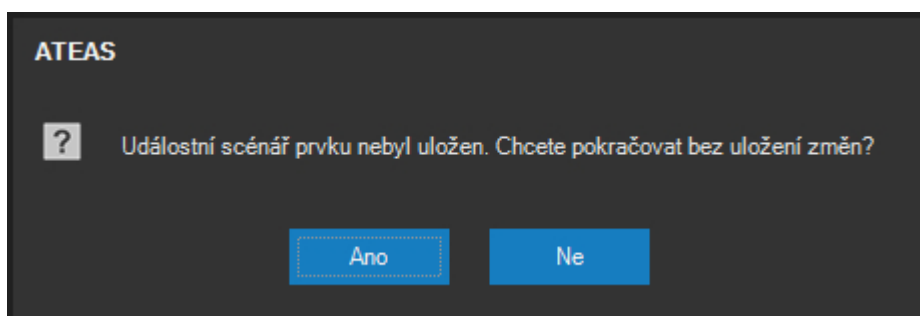 ATEAS
?
Událostní scénář prvku nebyl uložen. Chcete pokračovat bez uložení změn?
Ano
Ne